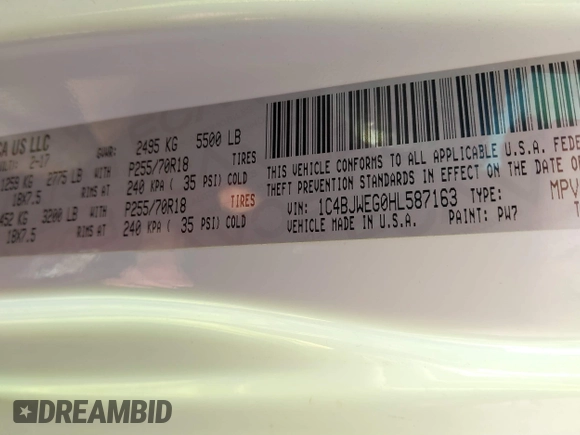 CA US LLC
2-17
GVWR: 2495 KG 5500 LB
1259 KG 2775 LB WITH P255/70R18 TIRES
18X7.5 RIMS AT 240 KPA ( 35 PSI) COLD
452 KG 3200 LB WITH P255/70R18 TIRES
18X7.5 RIMS AT 240 KPA ( 35 PSI) COLD
THIS VEHICLE CONFORMS TO ALL APPLICABLE U.S.A. FEDE
THEFT PREVENTION STANDARDS IN EFFECT ON THE DATE O
VIN: 1C4BJWEG0HL587163 TYPE: MPV
VEHICLE MADE IN U.S.A. PAINT: PW7
DREAMBID